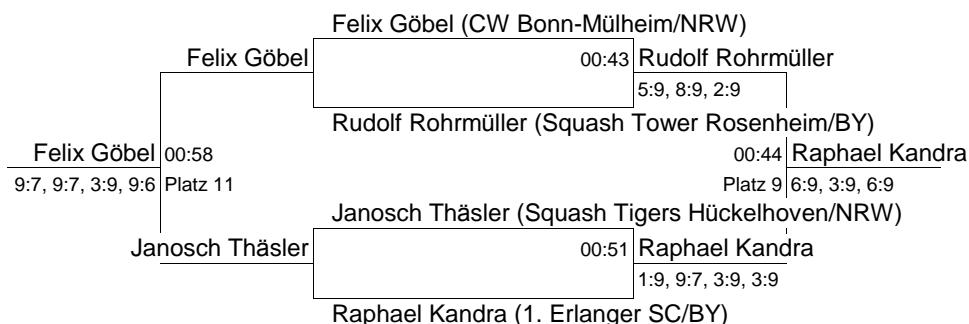 Felix Göbel (CW Bonn-Mülheim/NRW)
Felix Göbel 00:43 Rudolf Rohrmüller
5:9, 8:9, 2:9
Rudolf Rohrmüller (Squash Tower Rosenheim/BY)
Felix Göbel 00:58 00:44 Raphael Kandra
9:7, 9:7, 3:9, 9:6 Platz 11 Platz 9 6:9, 3:9, 6:9
Janosch Thäsler (Squash Tigers Hückelhoven/NRW)
Janosch Thäsler 00:51 Raphael Kandra
1:9, 9:7, 3:9, 3:9
Raphael Kandra (1. Erlanger SC/BY)